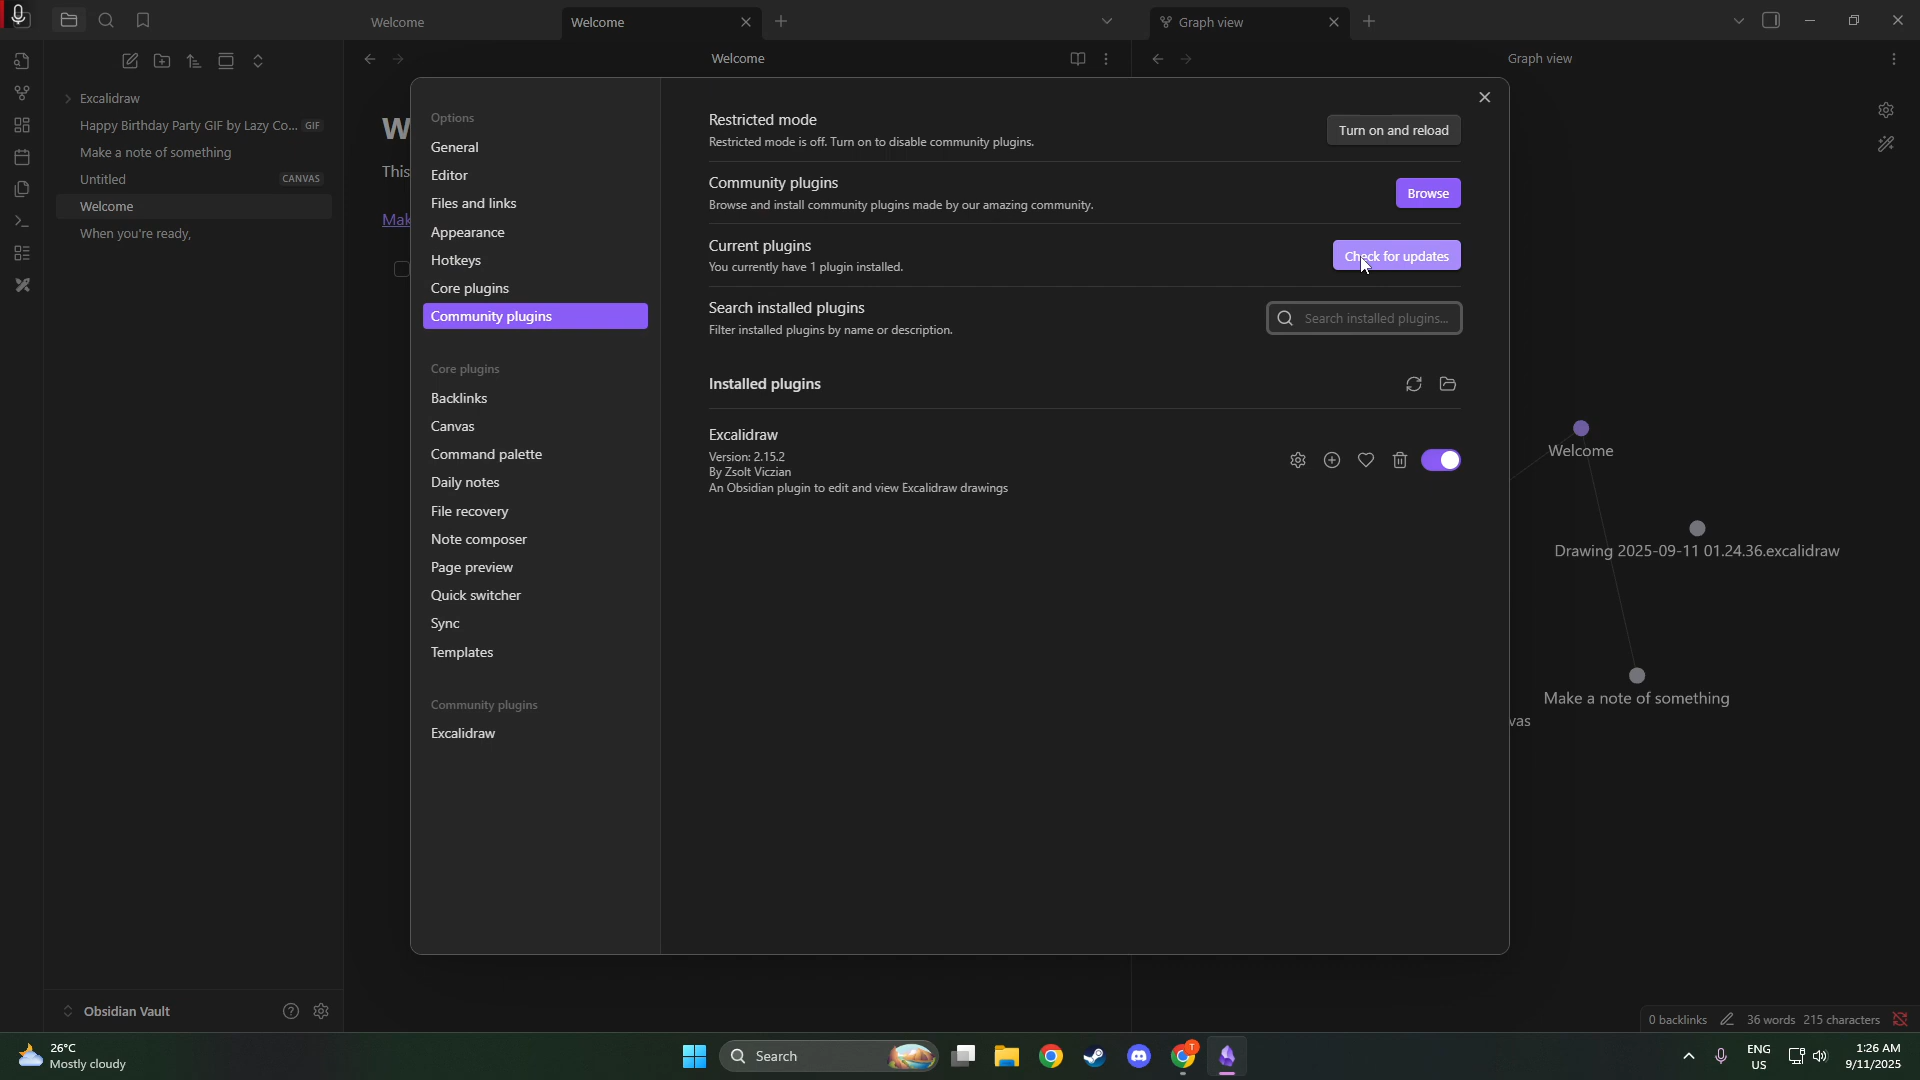 Welcome
Welcome
Graph view
Welcome
Graph view
Excalidraw
Happy Birthday Party GIF by Lazy Co... GIF
Make a note of something
Untitled CANVAS
Welcome
When you're ready,
W
This
Mak
Options
General
Editor
Files and links
Appearance
Hotkeys
Core plugins
Community plugins
Core plugins
Backlinks
Canvas
Command palette
Daily notes
File recovery
Note composer
Page preview
Quick switcher
Sync
Templates
Community plugins
Excalidraw
Restricted mode
Restricted mode is off. Turn on to disable community plugins.
Turn on and reload
Community plugins
Browse and install community plugins made by our amazing community.
Browse
Current plugins
You currently have 1 plugin installed.
Check for updates
Search installed plugins
Filter installed plugins by name or description.
Search installed plugins...
Installed plugins
Excalidraw
Version: 2.15.2
By Zsolt Viczian
An Obsidian plugin to edit and view Excalidraw drawings
Welcome
Drawing 2025-09-11 01.24.36.excalidraw
Make a note of something
vas
Obsidian Vault
0 backlinks 36 words 215 characters
26°C
Mostly cloudy
Search
T
ENG
US
1:26 AM
9/11/2025